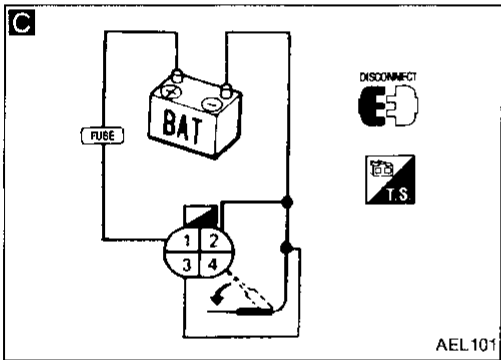 C
DISCONNECT
+ -
BAT
FUSE
T.S.
1 2
3 4
AEL101